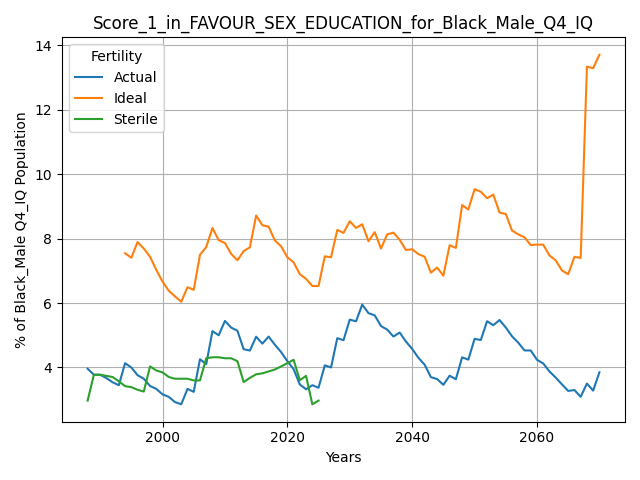 Score_1_in_FAVOUR_SEX_EDUCATION_for_Black_Male_Q4_IQ
Fertility
Actual
Ideal
Sterile
% of Black_Male Q4_IQ Population
14
12
10
8
6
4
2000
2020
2040
2060
Years